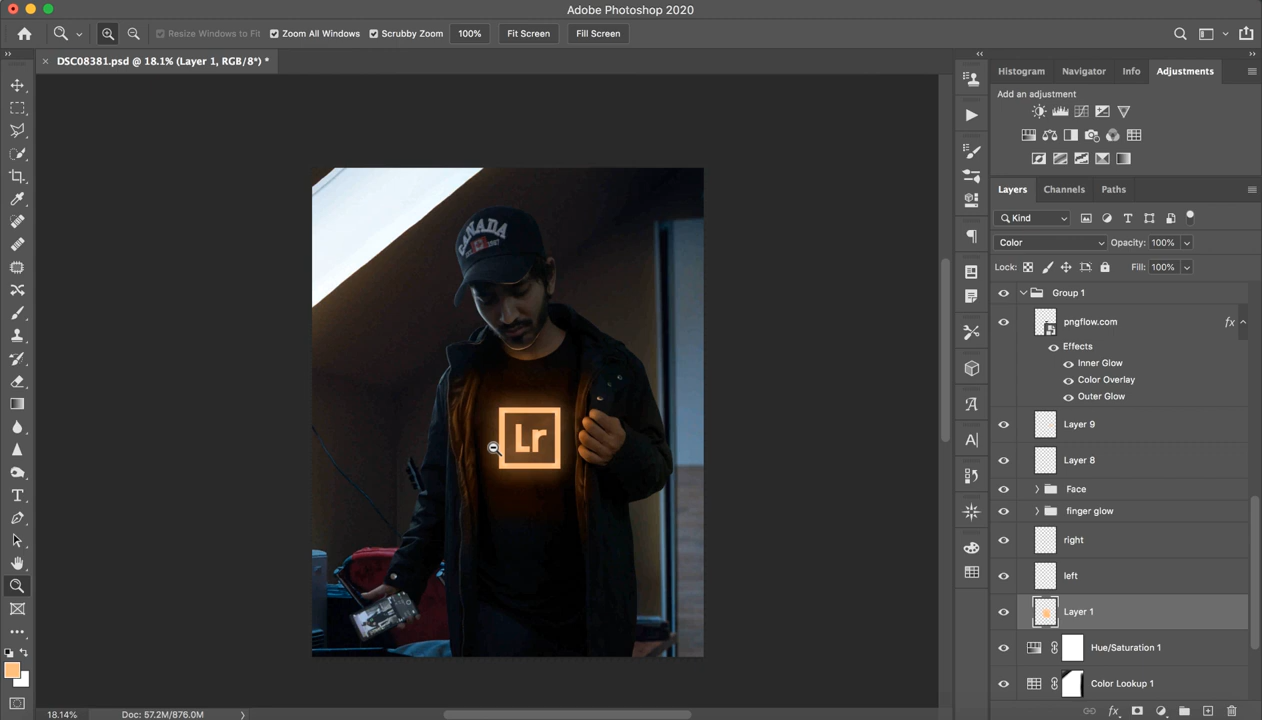 Adobe Photoshop 2020
Resize Windows to Fit
Zoom All Windows
Scrubby Zoom
100%
Fit Screen
Fill Screen
DSC08381.psd @ 18.1% (Layer 1, RGB/8*) *
Histogram
Navigator
Info
Adjustments
Add an adjustment
Layers
Channels
Paths
Kind
Color
Opacity: 100%
Lock:
Fill: 100%
Group 1
pngflow.com
fx
Effects
Inner Glow
Color Overlay
Outer Glow
Layer 9
Layer 8
Face
finger glow
right
left
Layer 1
Hue/Saturation 1
Color Lookup 1
CANADA
Lr
18.14%
Doc: 57.2M/876.0M